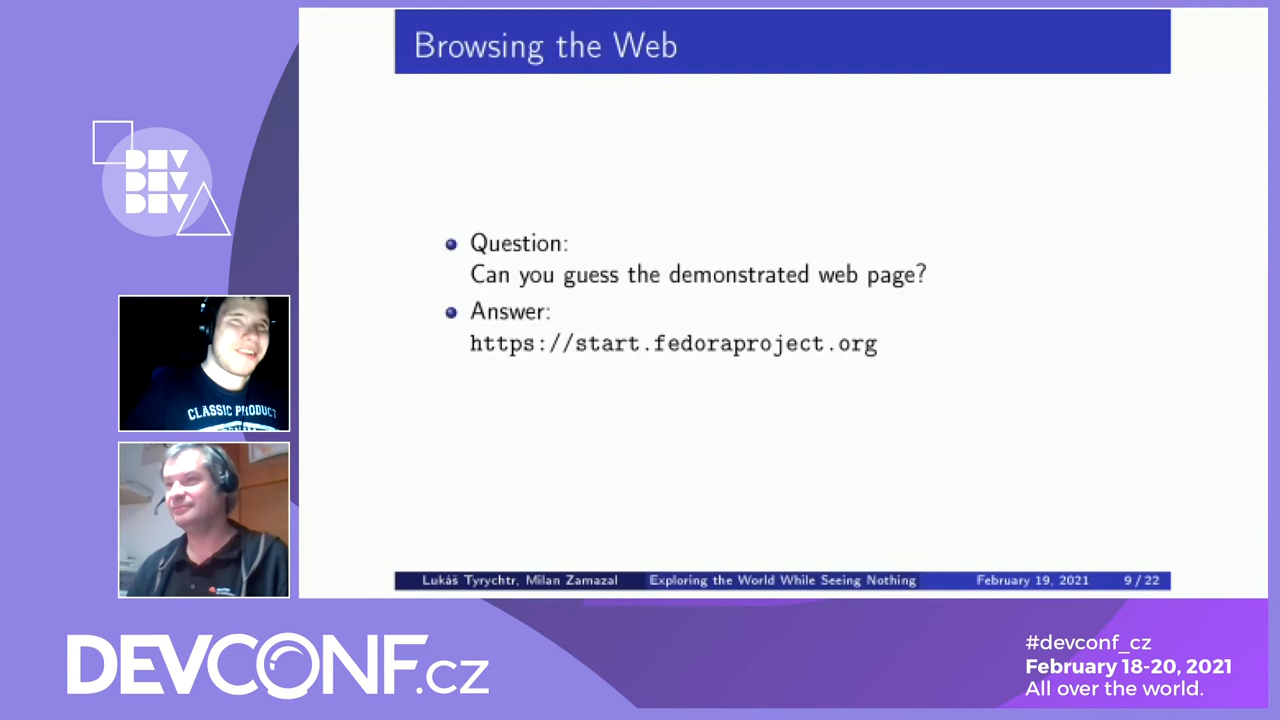 Browsing the Web
DEV
DEV
DEV
Question:
Can you guess the demonstrated web page?
Answer:
https://start.fedoraproject.org
CLASSIC PRODUCT
Lukáš Tyrychtr, Milan Zamazal
Exploring the World While Seeing Nothing
February 19, 2021
9 / 22
DEVCONF.cz
#devconf_cz
February 18-20, 2021
All over the world.